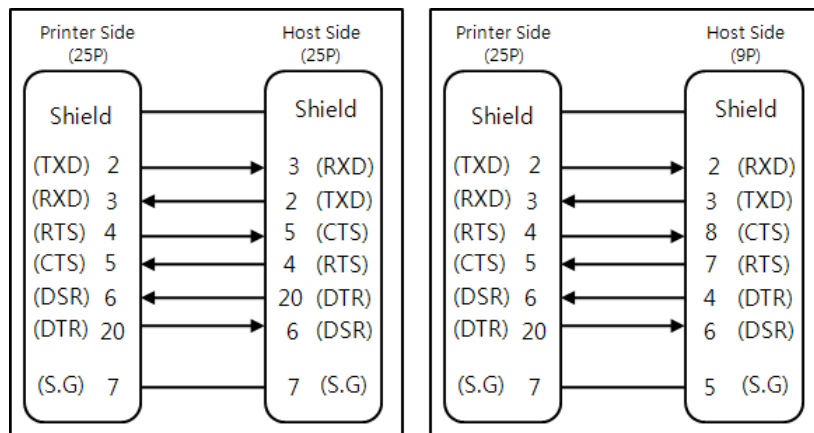 Printer Side
(25P)
Host Side
(25P)
Shield
Shield
(TXD) 2
3 (RXD)
(RXD) 3
2 (TXD)
(RTS) 4
5 (CTS)
(CTS) 5
4 (RTS)
(DSR) 6
20 (DTR)
(DTR) 20
6 (DSR)
(S.G) 7
7 (S.G)
Printer Side
(25P)
Host Side
(9P)
Shield
Shield
(TXD) 2
2 (RXD)
(RXD) 3
3 (TXD)
(RTS) 4
8 (CTS)
(CTS) 5
7 (RTS)
(DSR) 6
4 (DTR)
(DTR) 20
6 (DSR)
(S.G) 7
5 (S.G)